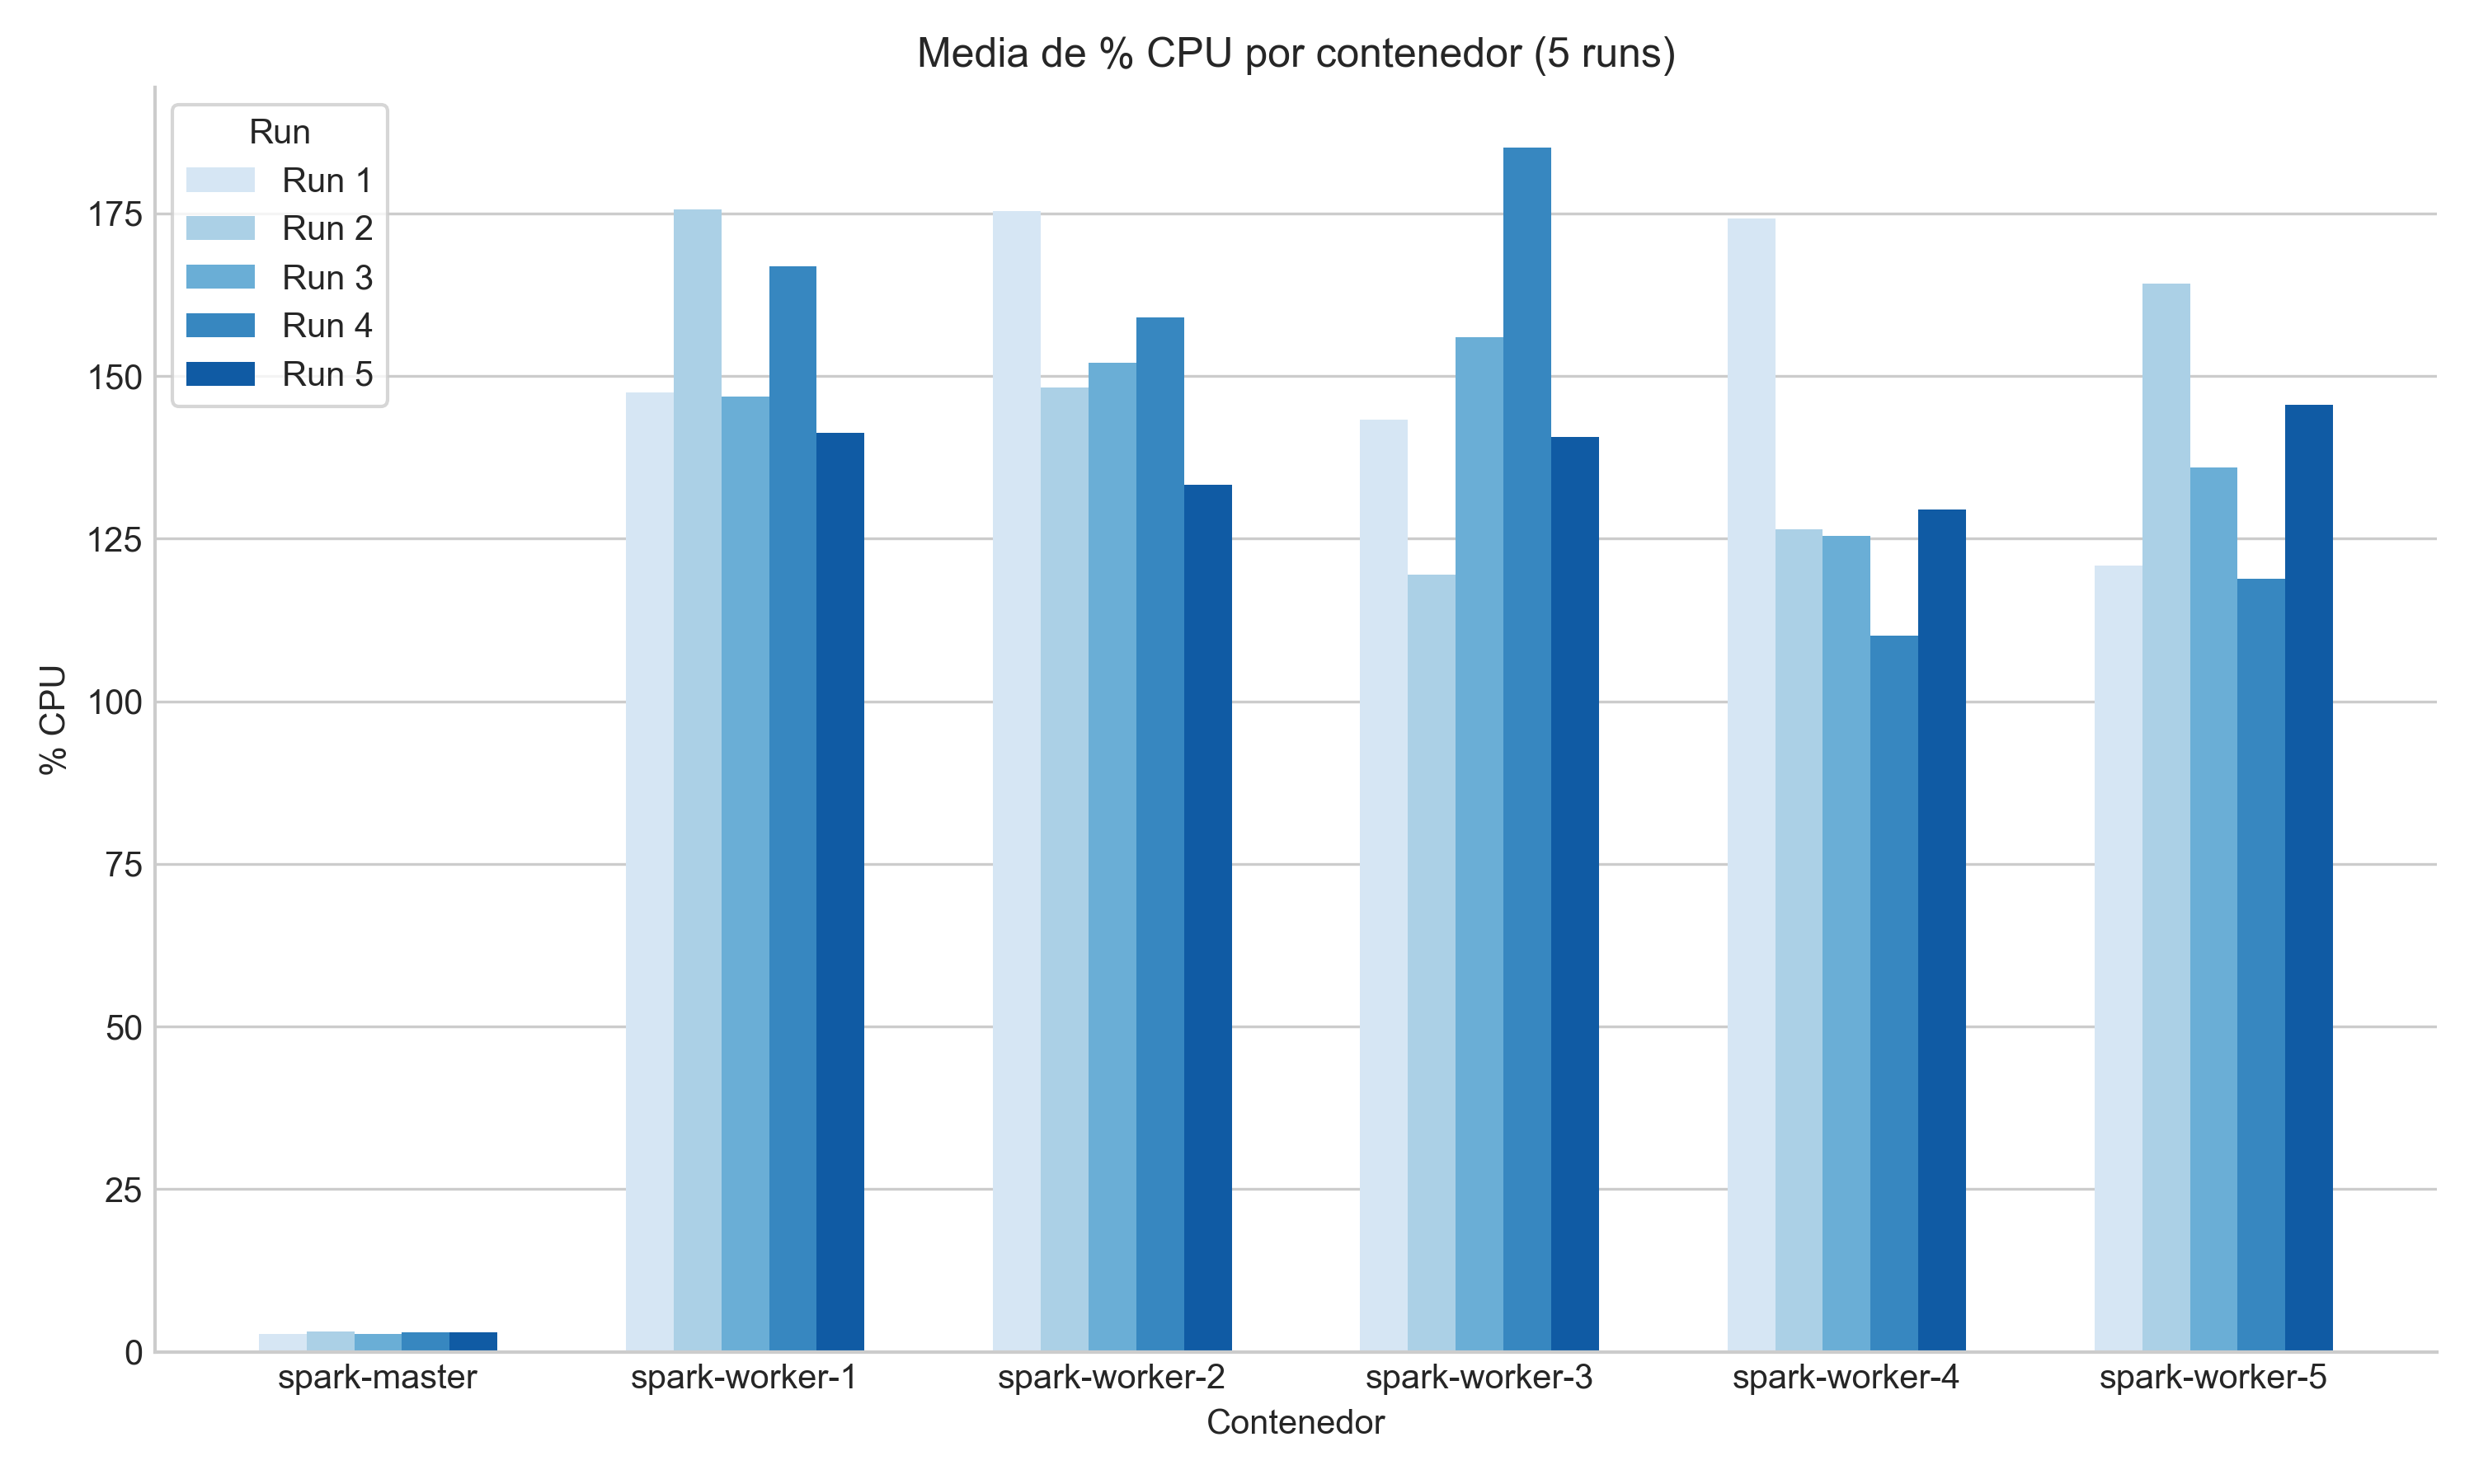 Media de % CPU por contenedor (5 runs)
Run
Run 1
Run 2
Run 3
Run 4
Run 5
% CPU
175
150
125
100
75
50
25
0
spark-master
spark-worker-1
spark-worker-2
spark-worker-3
spark-worker-4
spark-worker-5
Contenedor